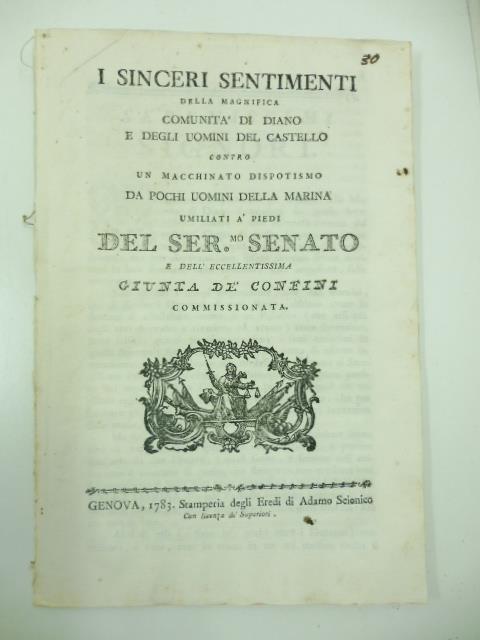 30
I SINCERI SENTIMENTI
DELLA MAGNIFICA
COMUNITA' DI DIANO
E DEGLI UOMINI DEL CASTELLO
CONTRO
UN MACCHINATO DISPOTISMO
DA POCHI UOMINI DELLA MARINA
UMILIATI A' PIEDI
DEL SER.MO SENATO
E DELL' ECCELLENTISSIMA
GIUNTA DE' CONFINI
COMMISSIONATA.
GENOVA, 1783. Stamperia degli Eredi di Adamo Scionico
Con licenza de' Superiori.